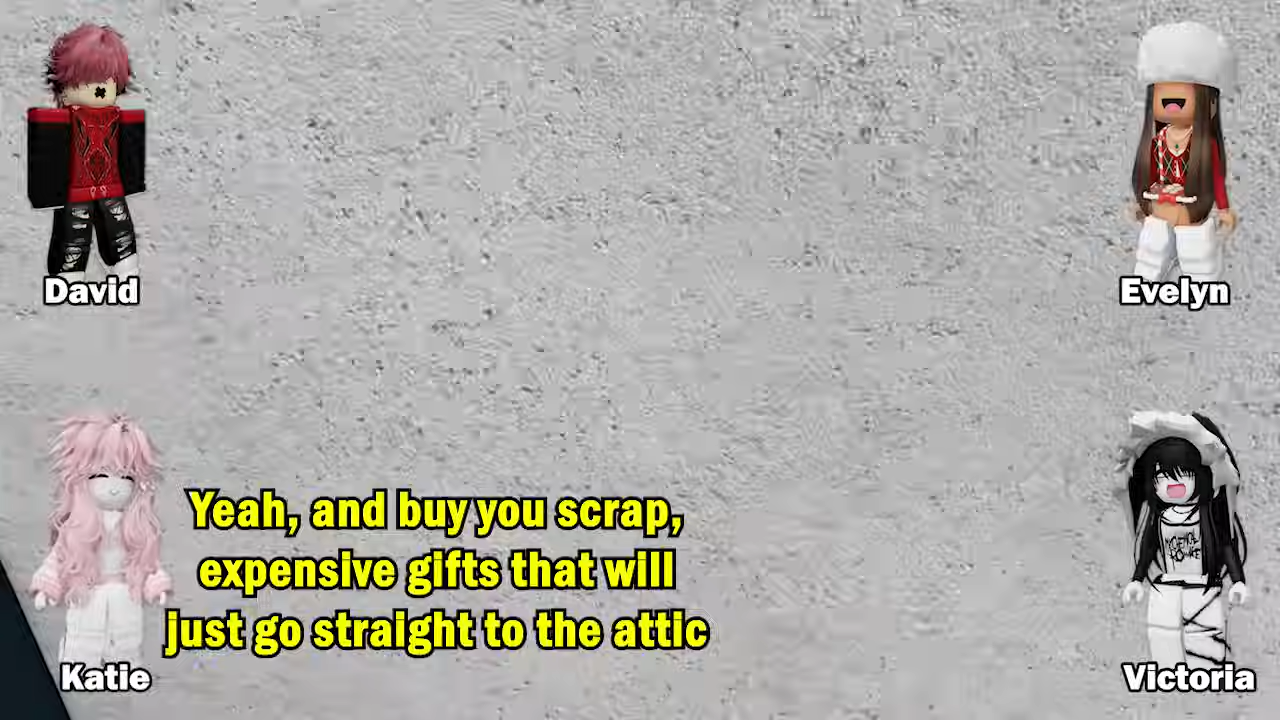 David
Evelyn
Yeah, and buy you scrap,
expensive gifts that will
just go straight to the attic
Katie
Victoria